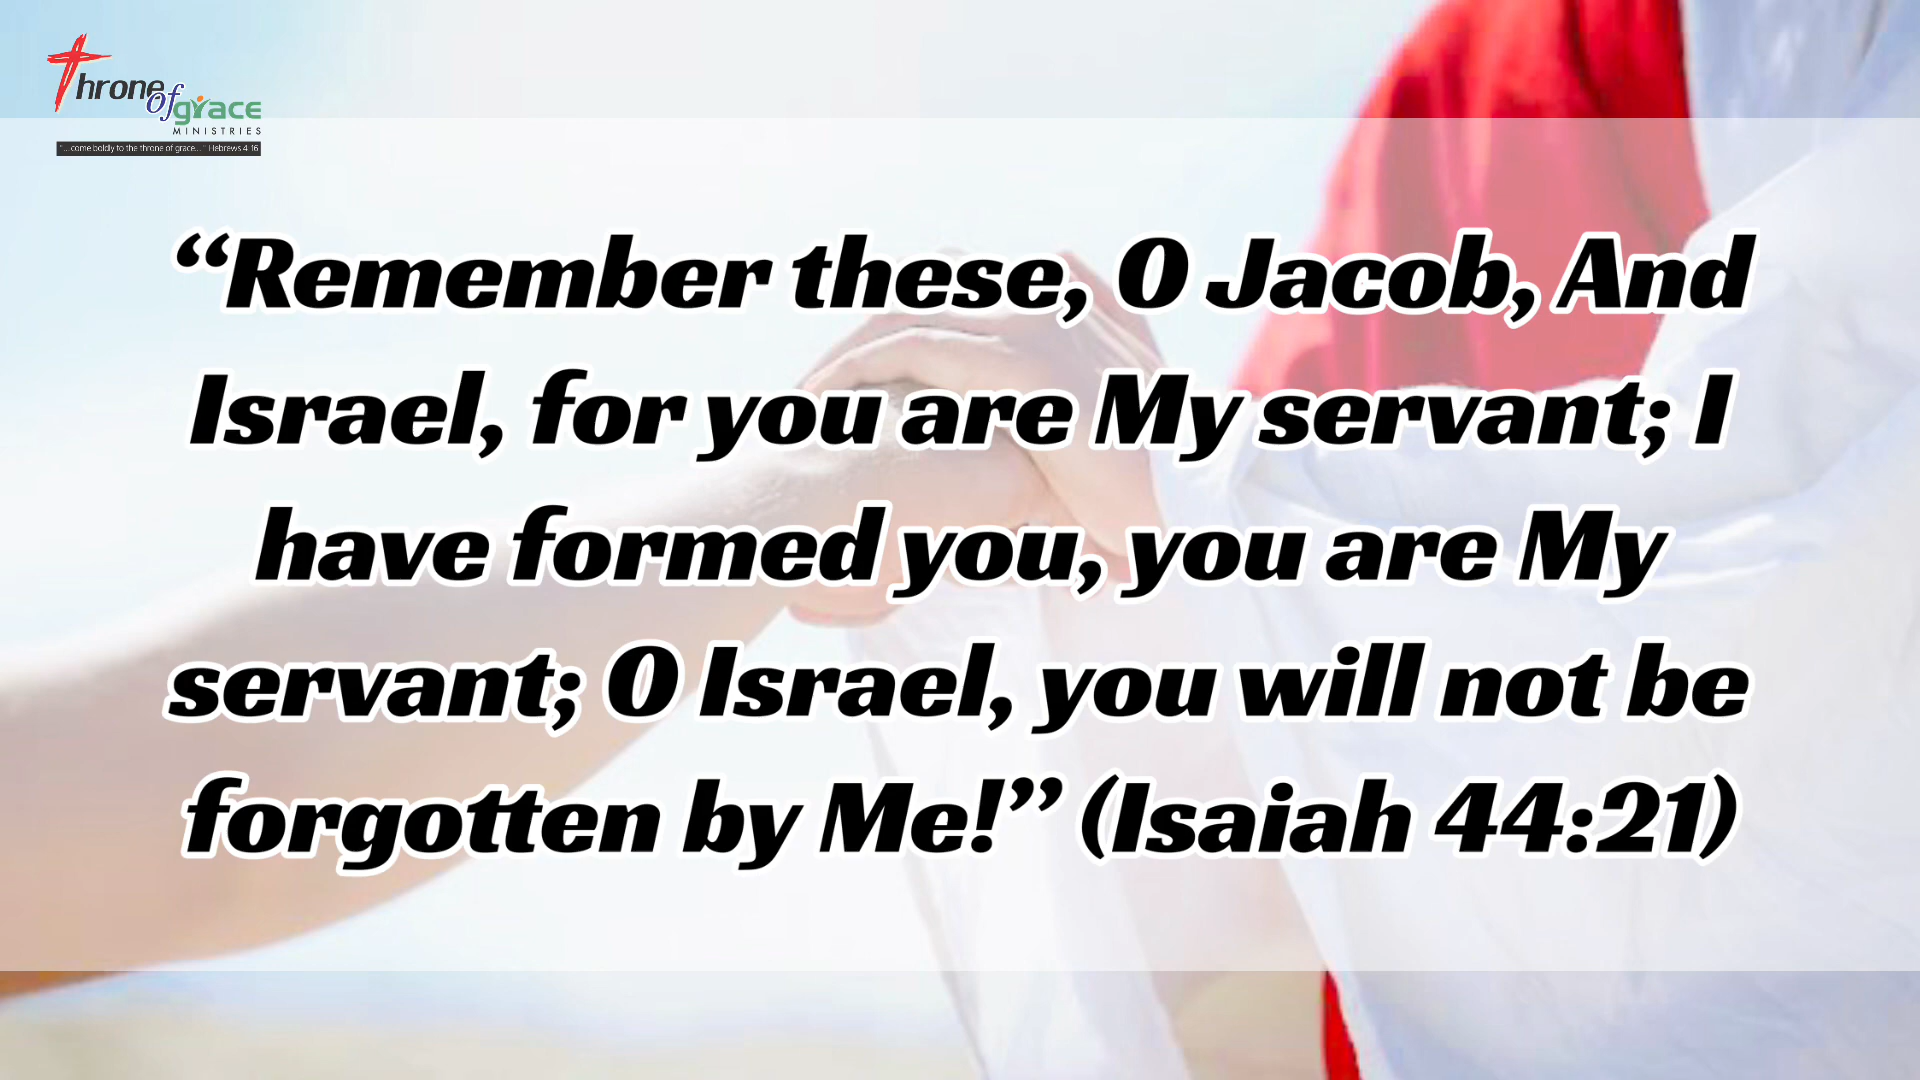 Throne
of grace
MINISTRIES
"...come boldly to the throne of grace..." Hebrews 4:16
“Remember these, O Jacob, And
Israel, for you are My servant; I
have formed you, you are My
servant; O Israel, you will not be
forgotten by Me!” (Isaiah 44:21)